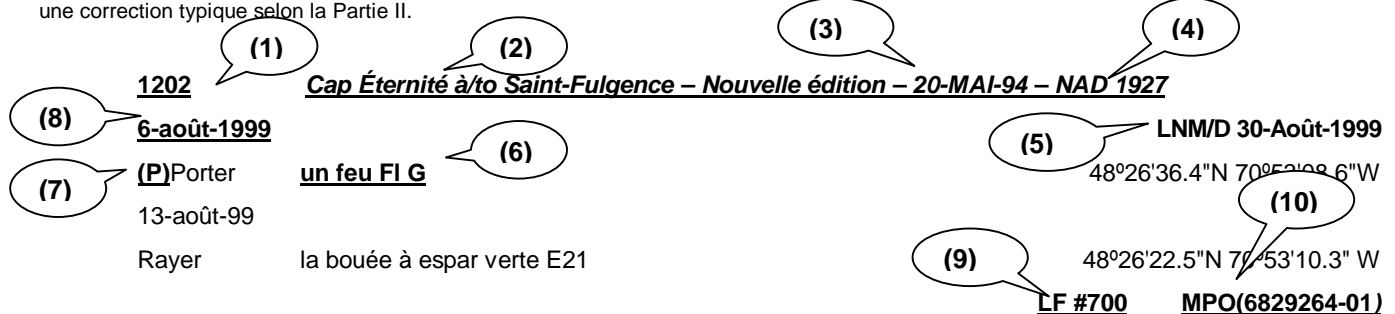 une correction typique selon la Partie II.
(1) (2) (3) (4)
1202 Cap Éternité à/to Saint-Fulgence – Nouvelle édition – 20-MAI-94 – NAD 1927
(8) 6-août-1999 (5) LNM/D 30-Août-1999
(7) (P)Porter un feu Fl G (6) 48º26'36.4"N 70º53'08.6"W
13-août-99 (10)
Rayer la bouée à espar verte E21 (9) 48º26'22.5"N 70º53'10.3" W
LF #700 MPO(6829264-01)